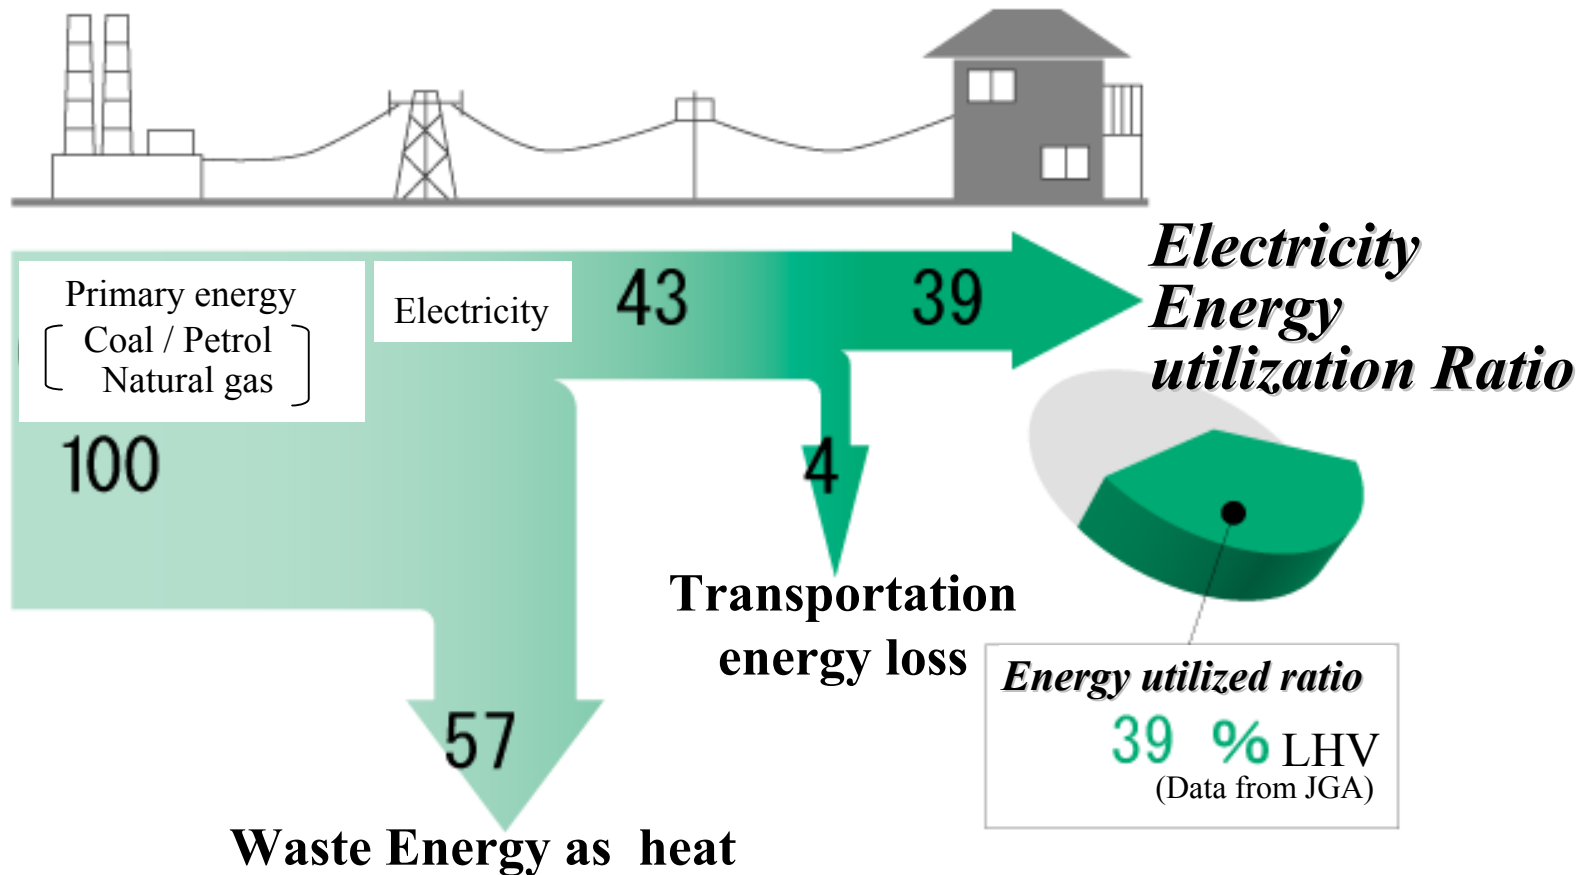 Electricity
Energy
utilization Ratio
Primary energy
Coal / Petrol
Natural gas
Electricity
43
39
100
4
Transportation
energy loss
57
Waste Energy as heat
Energy utilized ratio
39 % LHV
(Data from JGA)